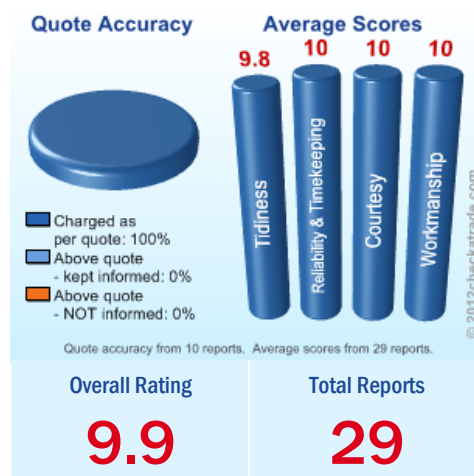 Quote Accuracy
Average Scores
9.8
10
10
10
Tidiness
Reliability & Timekeeping
Courtesy
Workmanship
Charged as
per quote: 100%
Above quote
- kept informed: 0%
Above quote
- NOT informed: 0%
© 2012checkatrade.com
Quote accuracy from 10 reports. Average scores from 29 reports.
Overall Rating
Total Reports
9.9
29